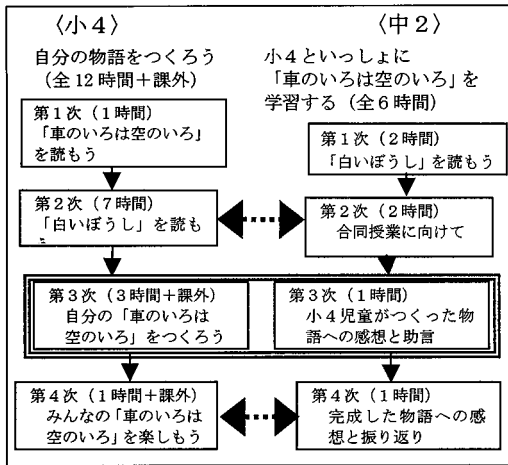 〈小4〉
自分の物語をつくろう
（全12時間＋課外）
第1次（1時間）
「車のいろは空のいろ」
を読もう
第2次（7時間）
「白いぼうし」を読も
第3次（3時間＋課外）
自分の「車のいろは
空のいろ」をつくろう
第4次（1時間＋課外）
みんなの「車のいろは
空のいろ」を楽しもう
〈中2〉
小4といっしょに
「車のいろは空のいろ」を
学習する（全6時間）
第1次（2時間）
「白いぼうし」を読もう
第2次（2時間）
合同授業に向けて
第3次（1時間）
小4児童がつくった物
語への感想と助言
第4次（1時間）
完成した物語への感
想と振り返り